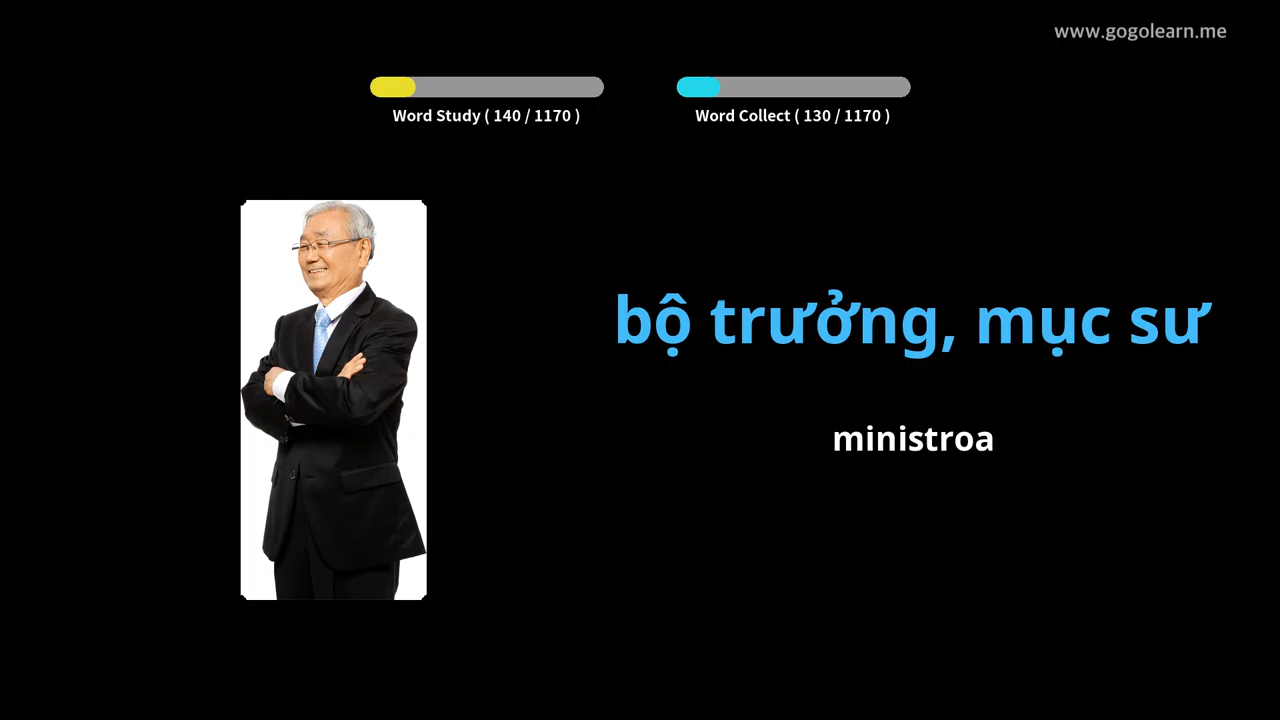 www.gogolearn.me
Word Study ( 140 / 1170 )
Word Collect ( 130 / 1170 )
bộ trưởng, mục sư
ministroa